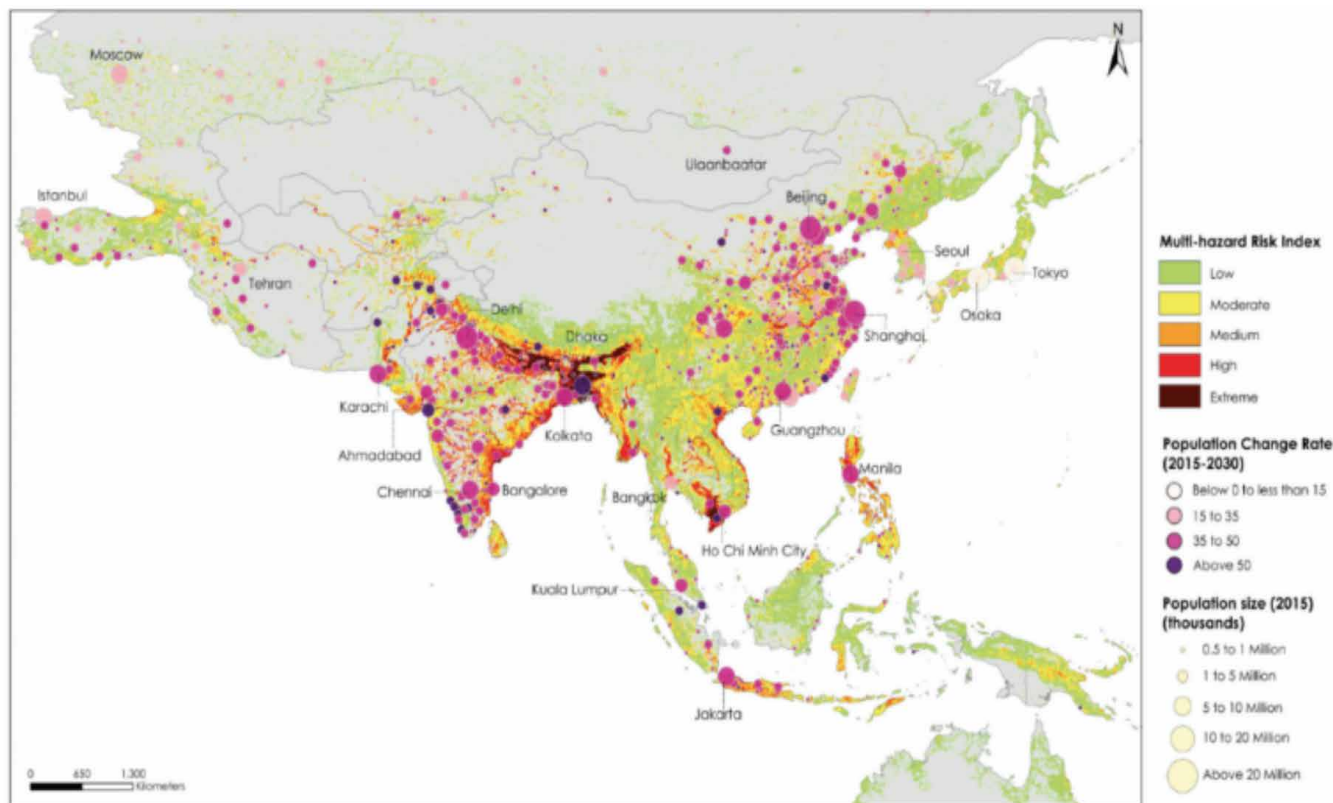 N
Moscow
Ulaanbaatar
Istanbul
Beijing
Seoul
Tehran
Tokyo
Delhi
Osaka
Dhaka
Shanghai
Karachi
Guangzhou
Kolkata
Ahmadabad
Manila
Chennai
Bangalore
Bangkok
Ho Chi Minh City
Kuala Lumpur
Jakarta
0 650 1,300
Kilometers
Multi-hazard Risk Index
Low
Moderate
Medium
High
Extreme
Population Change Rate
(2015-2030)
Below 0 to less than 15
15 to 35
35 to 50
Above 50
Population size (2015)
(thousands)
0.5 to 1 Million
1 to 5 Million
5 to 10 Million
10 to 20 Million
Above 20 Million